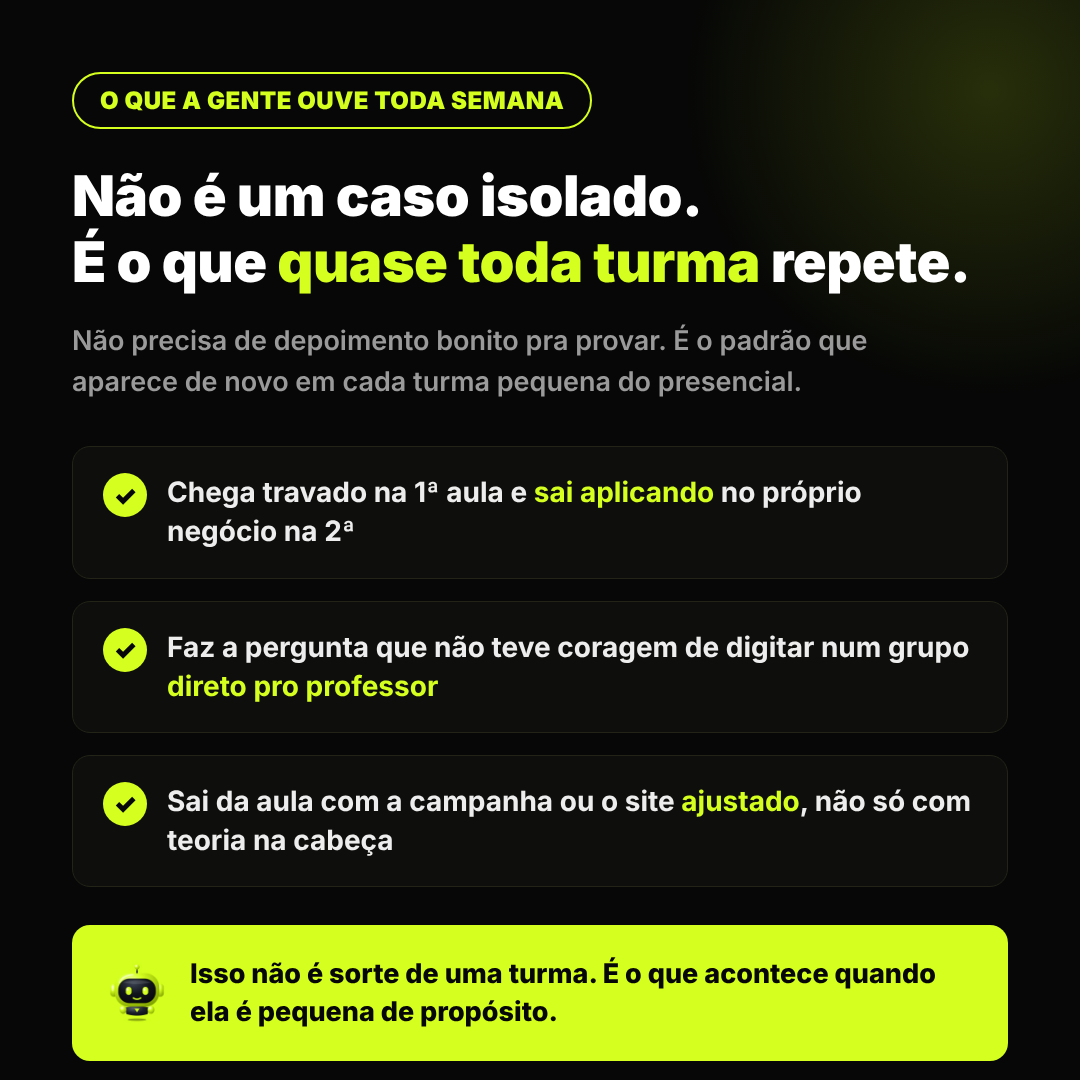 O QUE A GENTE OUVE TODA SEMANA
Não é um caso isolado.
É o que quase toda turma repete.
Não precisa de depoimento bonito pra provar. É o padrão que
aparece de novo em cada turma pequena do presencial.
Chega travado na 1ª aula e sai aplicando no próprio
negócio na 2ª
Faz a pergunta que não teve coragem de digitar num grupo
direto pro professor
Sai da aula com a campanha ou o site ajustado, não só com
teoria na cabeça
Isso não é sorte de uma turma. É o que acontece quando
ela é pequena de propósito.